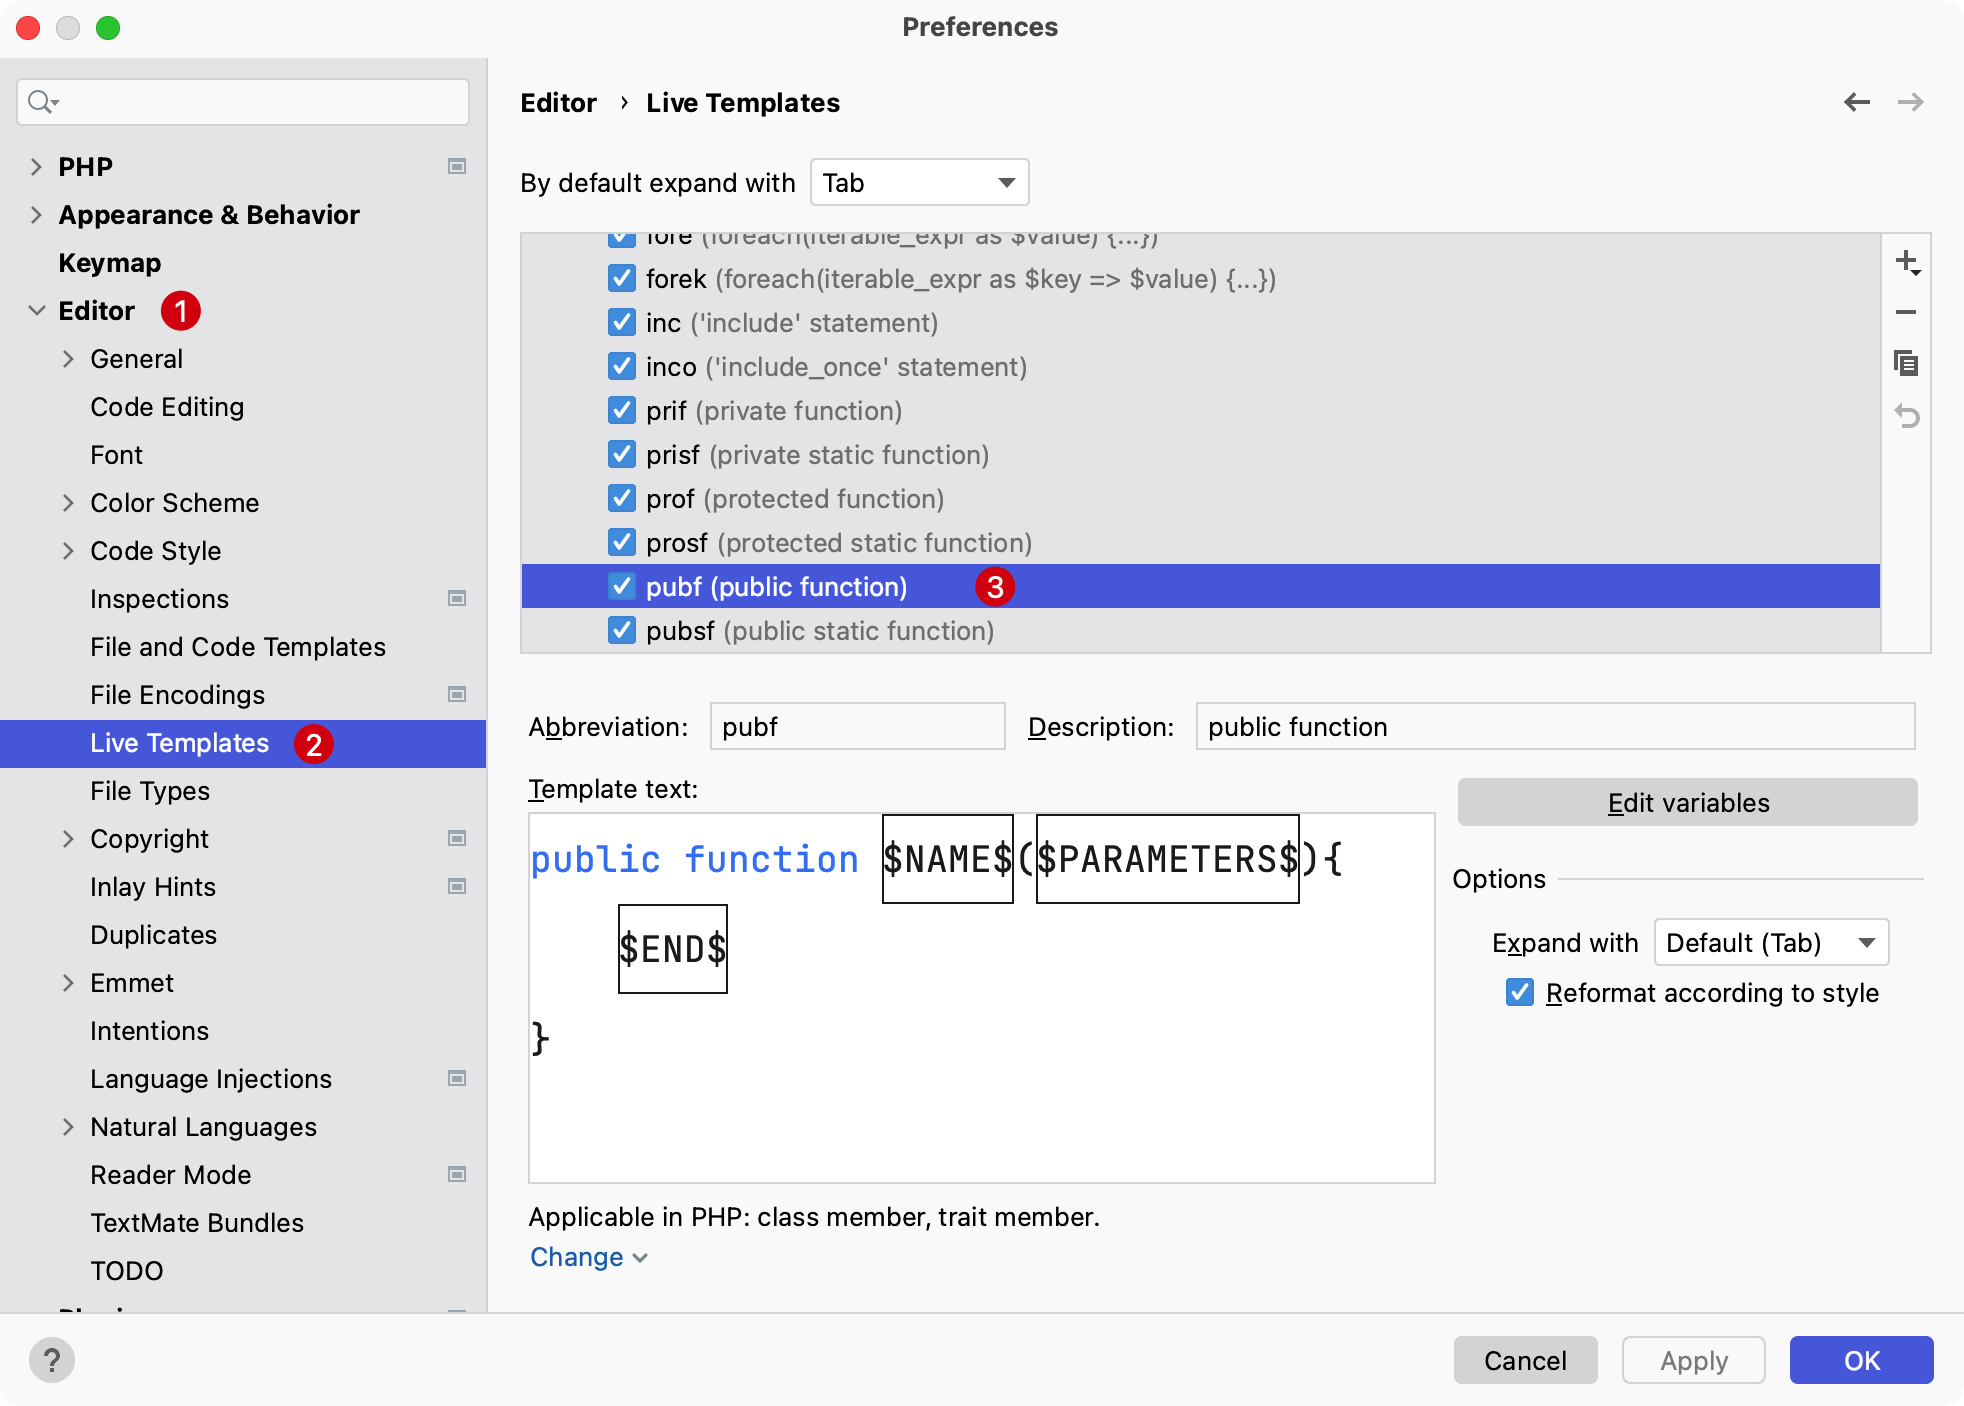 Preferences
PHP
Appearance & Behavior
Keymap
Editor 1
General
Code Editing
Font
Color Scheme
Code Style
Inspections
File and Code Templates
File Encodings
Live Templates 2
File Types
Copyright
Inlay Hints
Duplicates
Emmet
Intentions
Language Injections
Natural Languages
Reader Mode
TextMate Bundles
TODO
Editor › Live Templates
By default expand with Tab
fore (foreach(iterable_expr as $value) {...})
forek (foreach(iterable_expr as $key => $value) {...})
inc ('include' statement)
inco ('include_once' statement)
prif (private function)
prisf (private static function)
prof (protected function)
prosf (protected static function)
pubf (public function) 3
pubsf (public static function)
Abbreviation: pubf Description: public function
Template text:
Edit variables
public function $NAME$($PARAMETERS$){
$END$
}
Options
Expand with Default (Tab)
Reformat according to style
Applicable in PHP: class member, trait member.
Change
? Cancel Apply OK